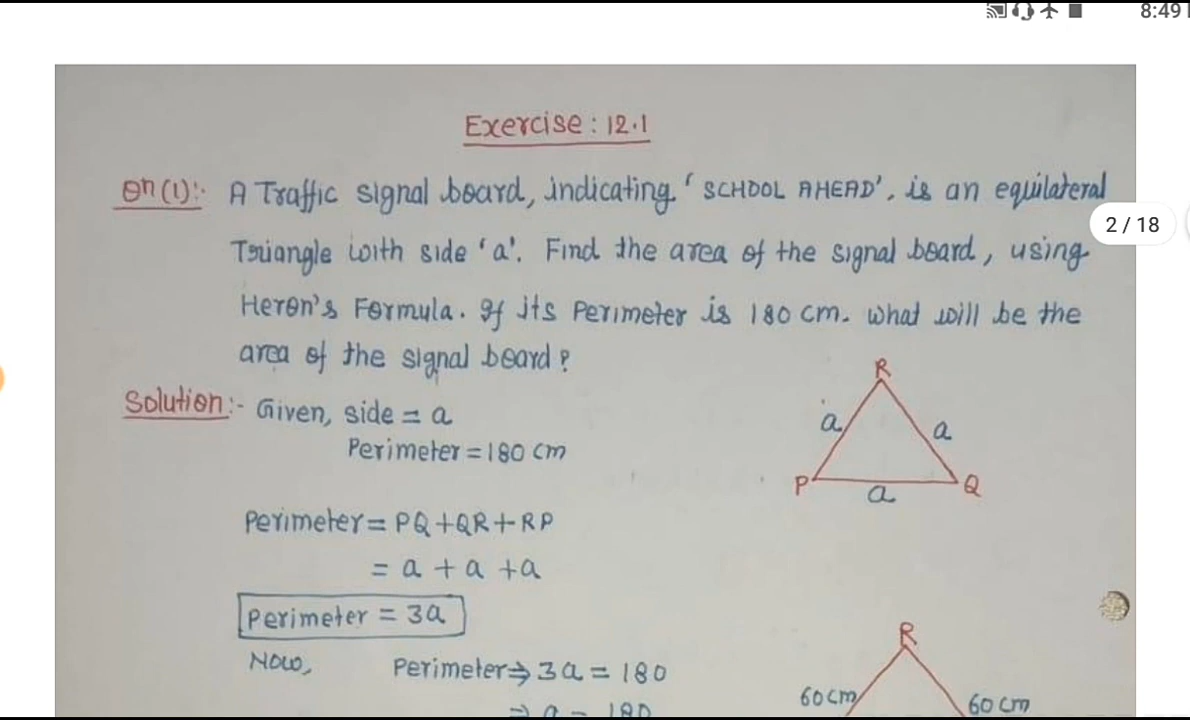 8:49
Exercise : 12.1
Qn (1):- A Traffic signal board, indicating 'SCHOOL AHEAD', is an equilateral
2 / 18
Triangle with side 'a'. Find the area of the signal board, using
Heron's Formula. If its Perimeter is 180 cm. what will be the
area of the signal board?
R
Solution:- Given, side = a
a
a
Perimeter = 180 cm
P
a
Q
Perimeter = PQ + QR + RP
= a + a + a
Perimeter = 3a
R
Now, Perimeter ⇒ 3a = 180
60 cm
60 cm
⇒ a = 180